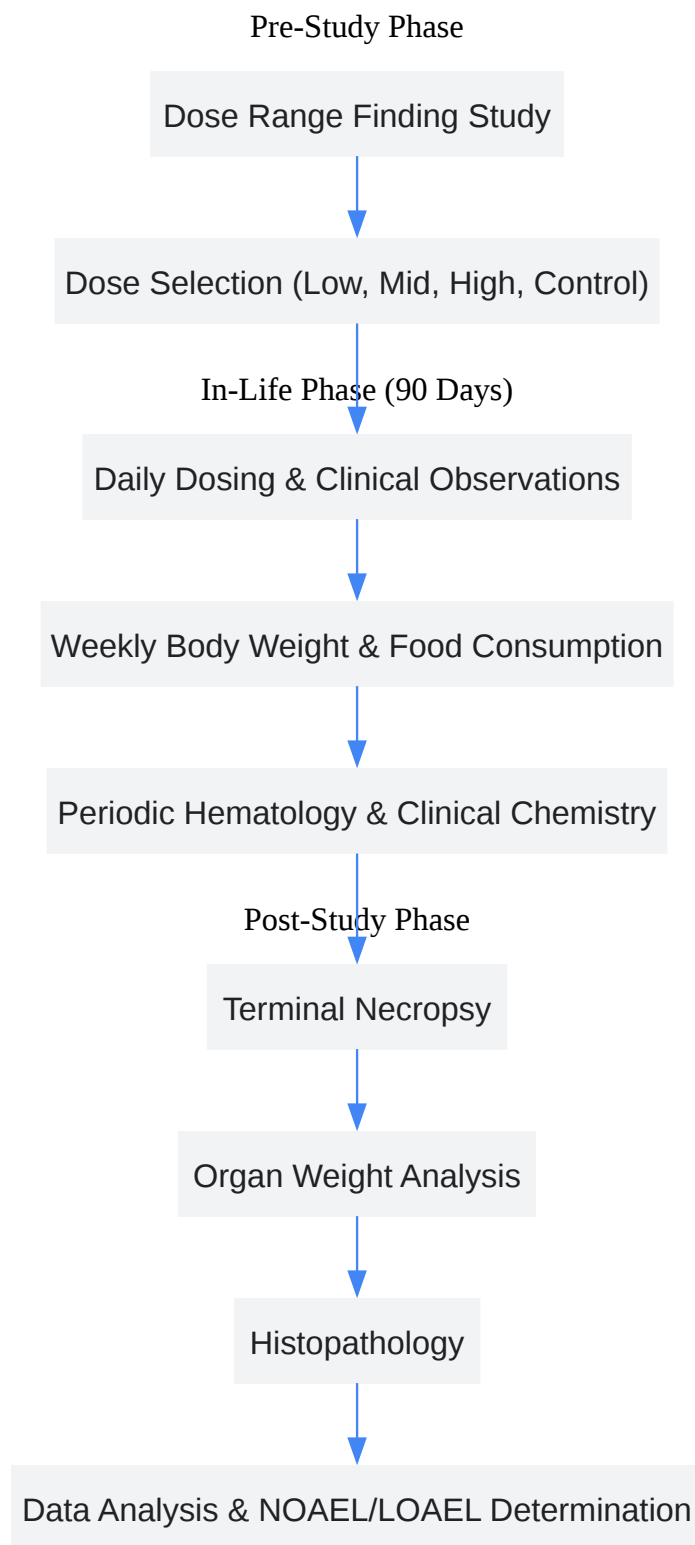 Pre-Study Phase
Dose Range Finding Study
Dose Selection (Low, Mid, High, Control)
In-Life Phase (90 Days)
Daily Dosing & Clinical Observations
Weekly Body Weight & Food Consumption
Periodic Hematology & Clinical Chemistry
Post-Study Phase
Terminal Necropsy
Organ Weight Analysis
Histopathology
Data Analysis & NOAEL/LOAEL Determination